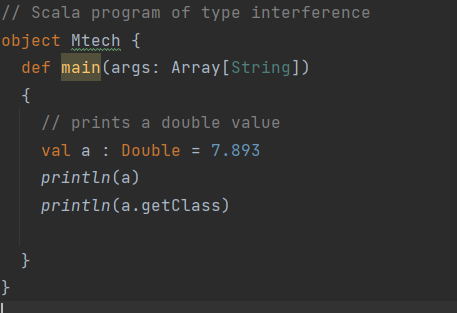 // Scala program of type interference
object Mtech {
def main(args: Array[String])
{
// prints a double value
val a : Double = 7.893
println(a)
println(a.getClass)
}
}